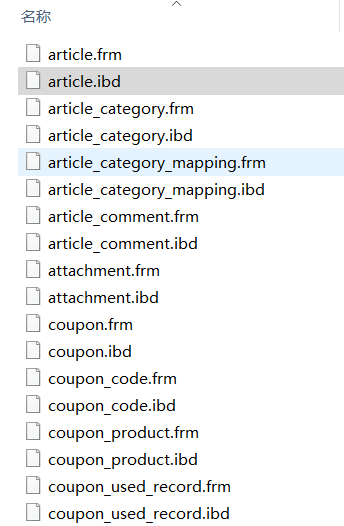 名称
article.frm
article.ibd
article_category.frm
article_category.ibd
article_category_mapping.frm
article_category_mapping.ibd
article_comment.frm
article_comment.ibd
attachment.frm
attachment.ibd
coupon.frm
coupon.ibd
coupon_code.frm
coupon_code.ibd
coupon_product.frm
coupon_product.ibd
coupon_used_record.frm
coupon_used_record.ibd